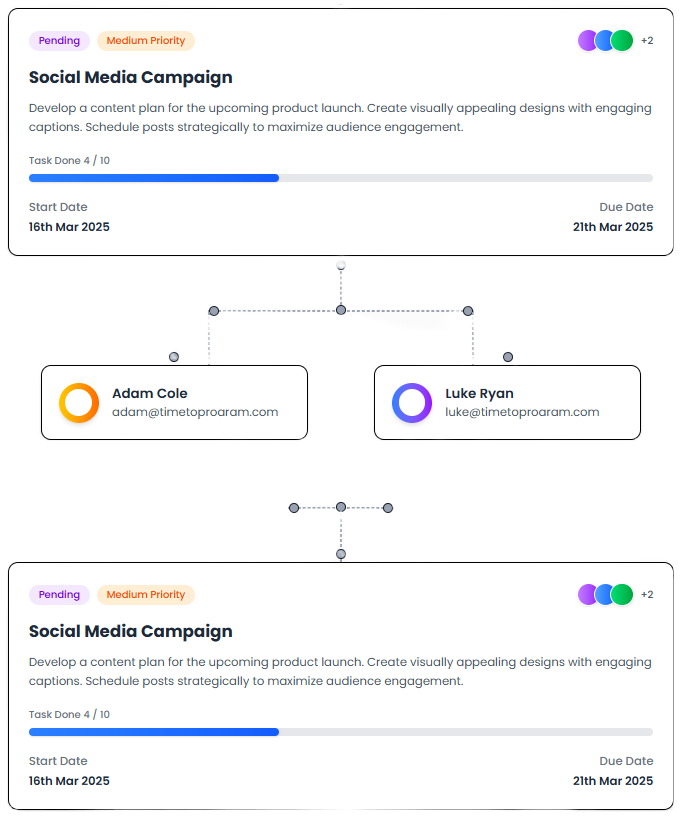 Pending Medium Priority +2
Social Media Campaign
Develop a content plan for the upcoming product launch. Create visually appealing designs with engaging
captions. Schedule posts strategically to maximize audience engagement.
Task Done 4 / 10
Start Date Due Date
16th Mar 2025 21th Mar 2025
Adam Cole Luke Ryan
adam@timetoproaram.com luke@timetoproaram.com
Pending Medium Priority +2
Social Media Campaign
Develop a content plan for the upcoming product launch. Create visually appealing designs with engaging
captions. Schedule posts strategically to maximize audience engagement.
Task Done 4 / 10
Start Date Due Date
16th Mar 2025 21th Mar 2025